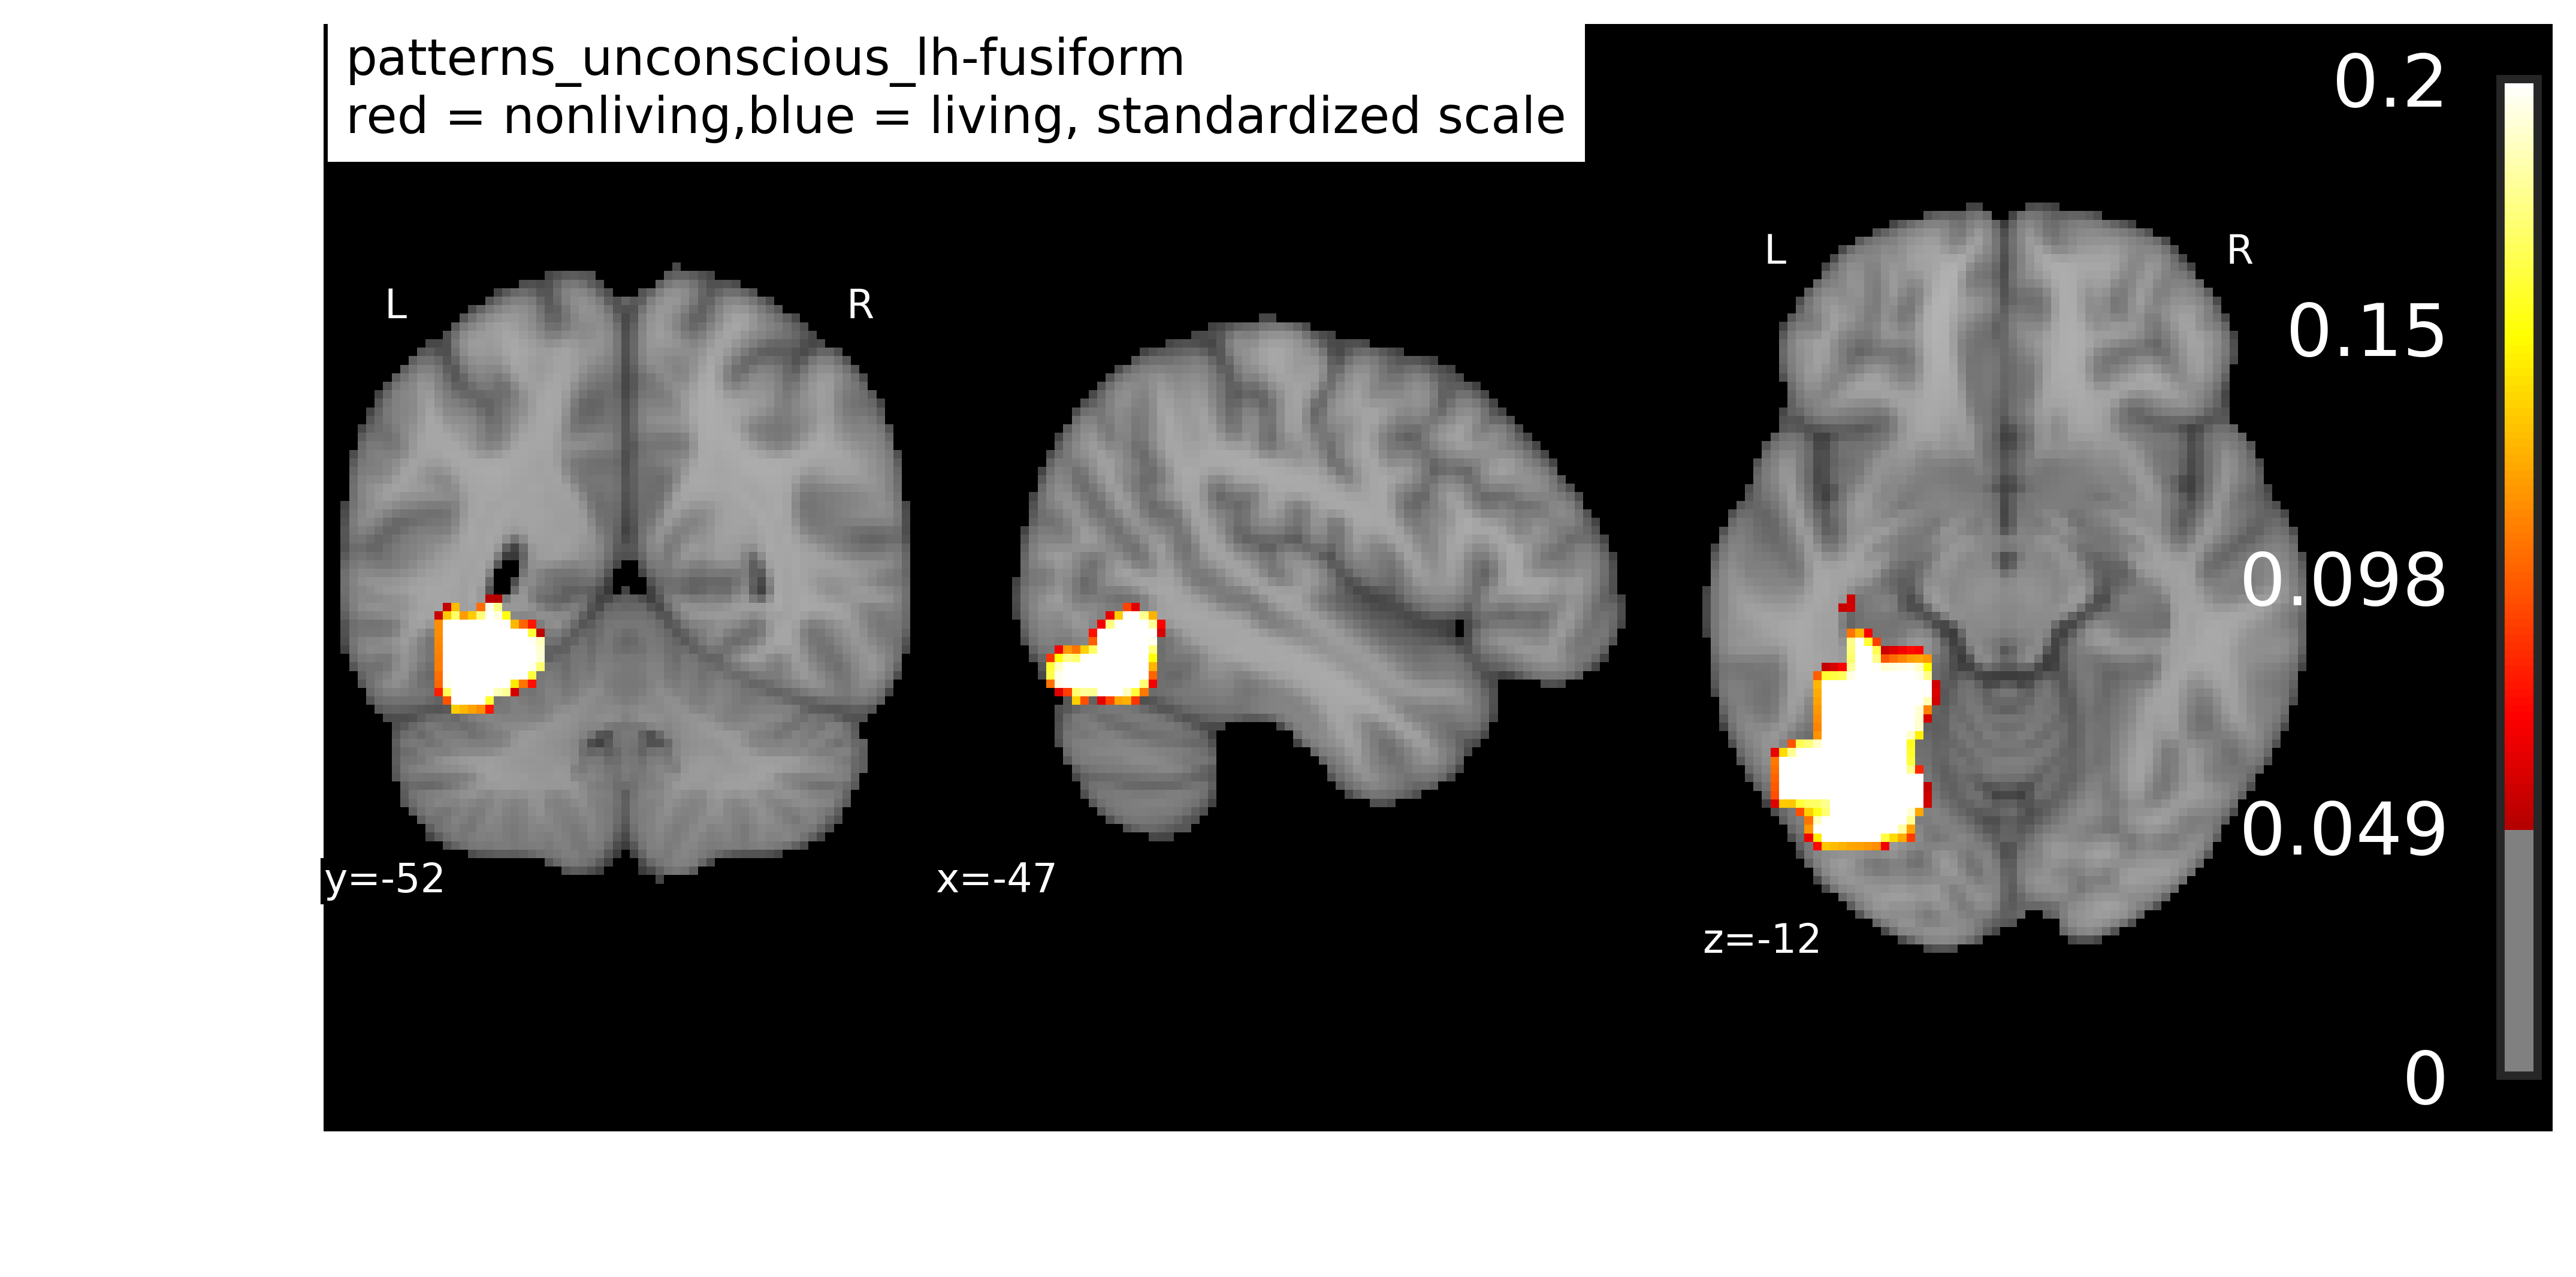 patterns_unconscious_lh-fusiform
red = nonliving,blue = living, standardized scale
L
R
y=-52
x=-47
L
R
z=-12
0.2
0.15
0.098
0.049
0